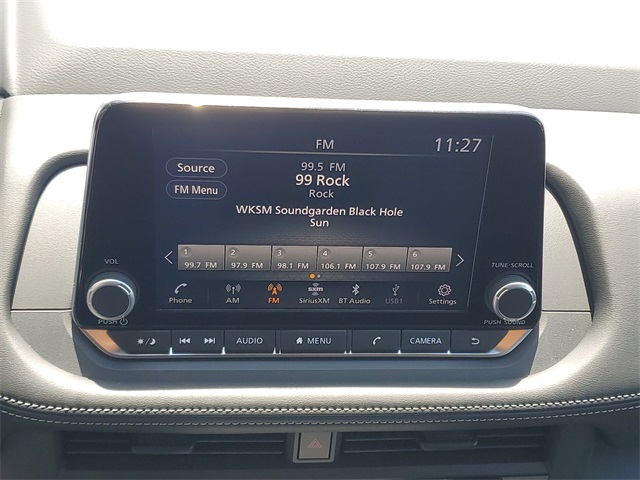 FM 11:27
Source
FM Menu
99.5 FM
99 Rock
Rock
WKSM Soundgarden Black Hole
Sun
1 2 3 4 5 6
99.7 FM 97.9 FM 98.1 FM 106.1 FM 107.9 FM 107.9 FM
VOL
TUNE·SCROLL
Phone AM FM SXM SiriusXM BT Audio USB1 Settings
PUSH
PUSH SOUND
AUDIO MENU CAMERA